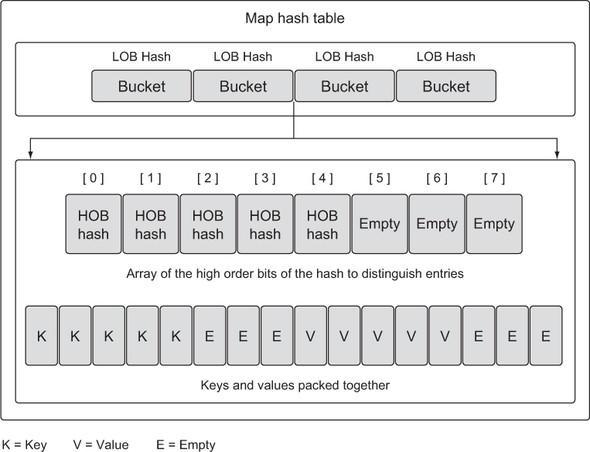 Map hash table
LOB Hash LOB Hash LOB Hash LOB Hash
Bucket Bucket Bucket Bucket
[ 0 ] [ 1 ] [ 2 ] [ 3 ] [ 4 ] [ 5 ] [ 6 ] [ 7 ]
HOB hash HOB hash HOB hash HOB hash HOB hash Empty Empty Empty
Array of the high order bits of the hash to distinguish entries
K K K K K E E E V V V V V E E E
Keys and values packed together
K = Key V = Value E = Empty